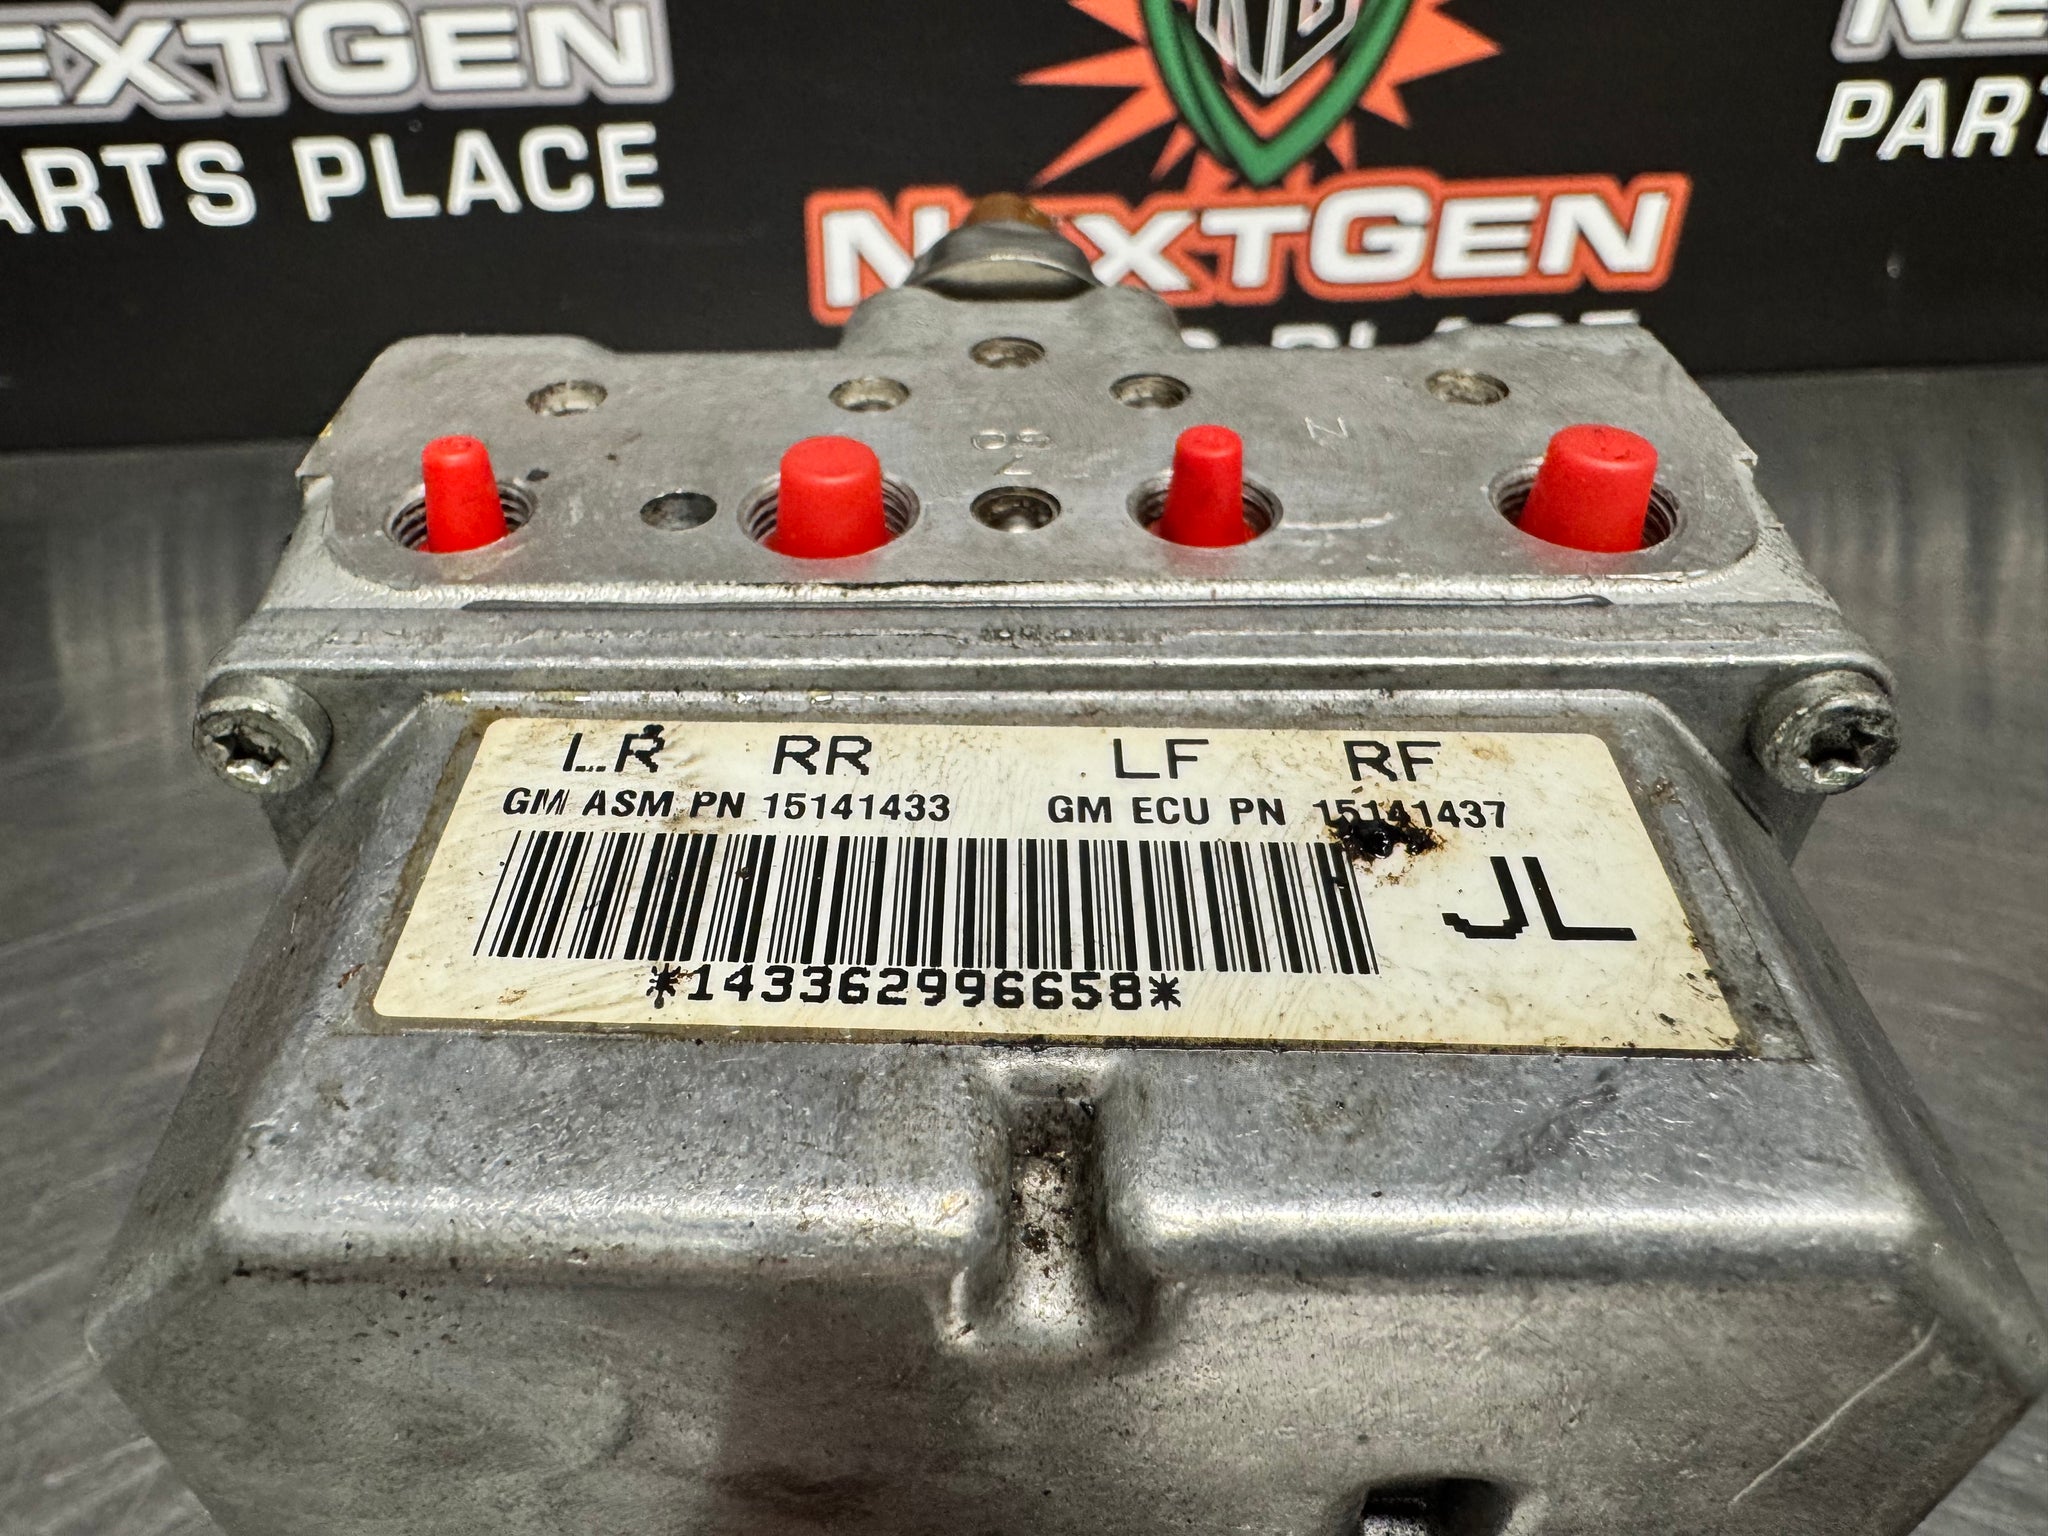 EXTGEN
ARTS PLACE
NEXTGEN
NE
PART
LR RR LF RF
GM ASM PN 15141433 GM ECU PN 15141437
JL
*143362996658*